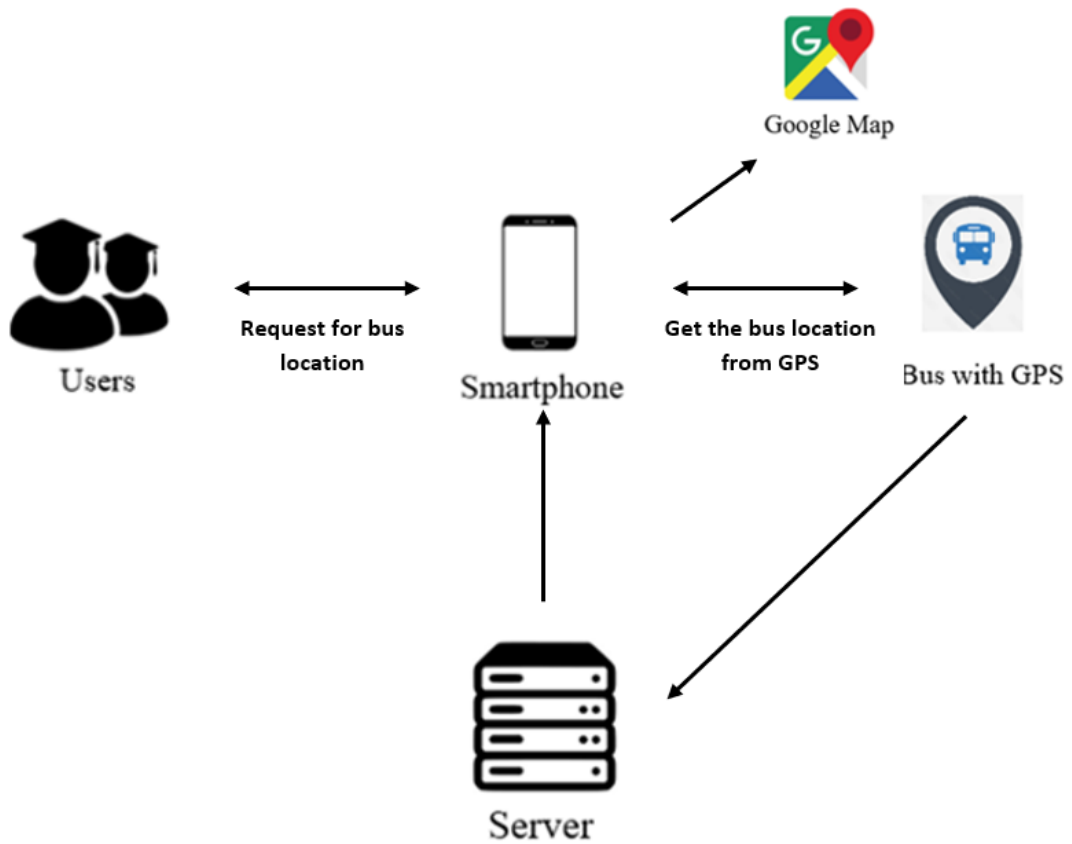 G
Google Map
Request for bus
location
Get the bus location
from GPS
Users
Smartphone
Bus with GPS
Server